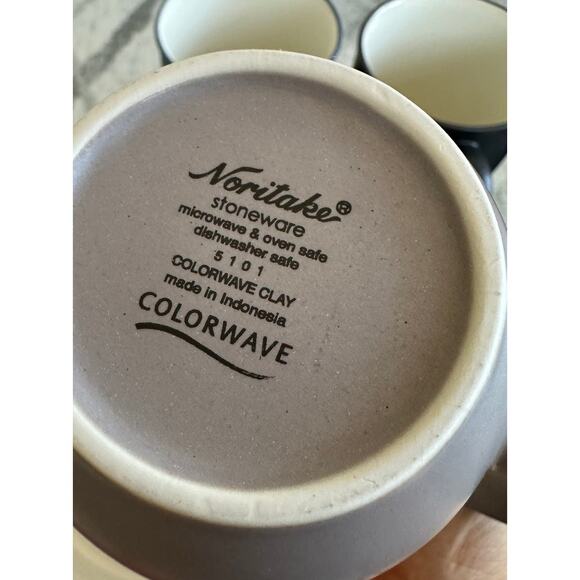 Noritake®
stoneware
microwave & oven safe
dishwasher safe
5101
COLORWAVE CLAY
made in Indonesia
COLORWAVE